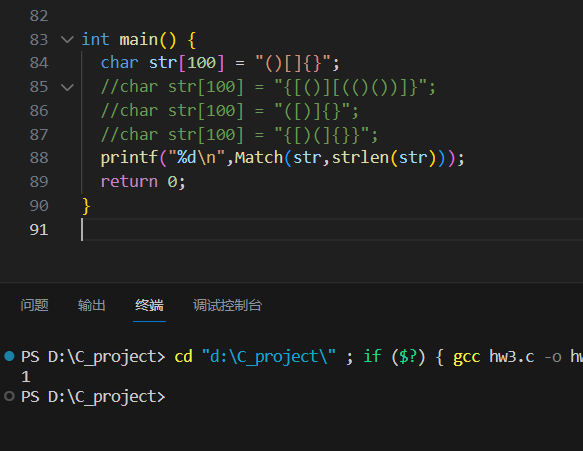 82
83 int main() {
84 char str[100] = "()[]{}";
85 //char str[100] = "{[()][(()())]}";
86 //char str[100] = "([)]{}";
87 //char str[100] = "{[)(]{}}";
88 printf("%d\n",Match(str,strlen(str)));
89 return 0;
90 }
91
问题 输出 终端 调试控制台
PS D:\C_project> cd "d:\C_project\" ; if ($?) { gcc hw3.c -o hw
1
PS D:\C_project>